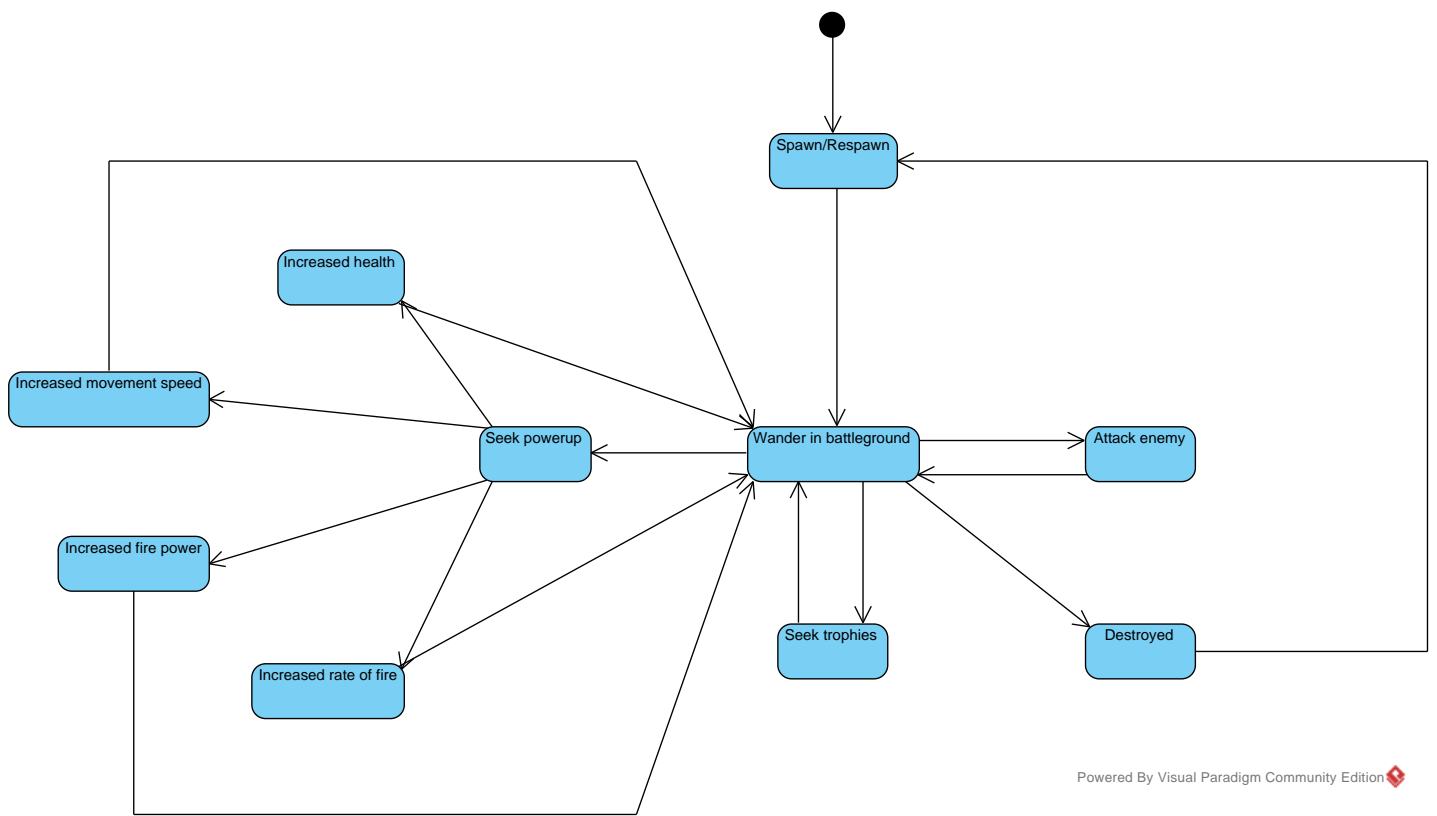 Spawn/Respawn
Increased health
Increased movement speed
Seek powerup
Wander in battleground
Attack enemy
Increased fire power
Seek trophies
Destroyed
Increased rate of fire
Powered By Visual Paradigm Community Edition